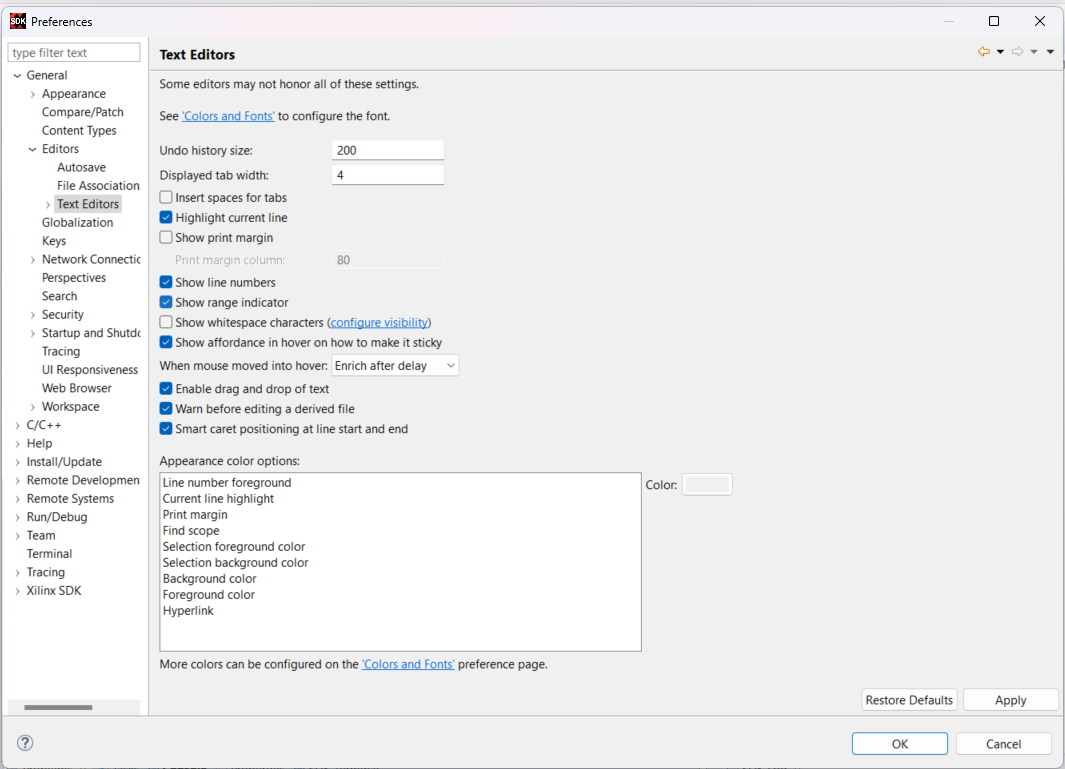 SDK Preferences
type filter text
General
Appearance
Compare/Patch
Content Types
Editors
Autosave
File Association
Text Editors
Globalization
Keys
Network Connectic
Perspectives
Search
Security
Startup and Shutdo
Tracing
UI Responsiveness
Web Browser
Workspace
C/C++
Help
Install/Update
Remote Developmen
Remote Systems
Run/Debug
Team
Terminal
Tracing
Xilinx SDK
Text Editors
Some editors may not honor all of these settings.
See 'Colors and Fonts' to configure the font.
Undo history size: 200
Displayed tab width: 4
Insert spaces for tabs
Highlight current line
Show print margin
Print margin column: 80
Show line numbers
Show range indicator
Show whitespace characters (configure visibility)
Show affordance in hover on how to make it sticky
When mouse moved into hover: Enrich after delay
Enable drag and drop of text
Warn before editing a derived file
Smart caret positioning at line start and end
Appearance color options:
Line number foreground
Current line highlight
Print margin
Find scope
Selection foreground color
Selection background color
Background color
Foreground color
Hyperlink
Color:
More colors can be configured on the 'Colors and Fonts' preference page.
Restore Defaults Apply
? OK Cancel